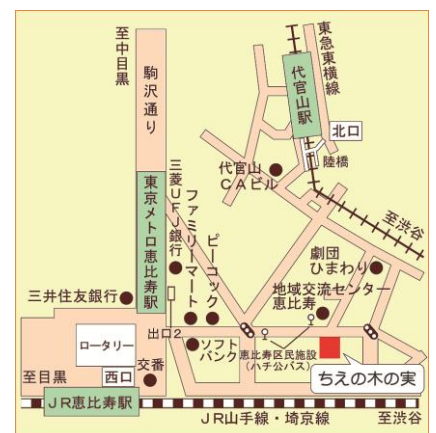 至中目黒
駒沢通り
東急東横線
代官山駅
北口
陸橋
代官山
CAビル
至渋谷
東京メトロ恵比寿駅
三菱UFJ銀行
ファミリーマート
ピーコック
劇団
ひまわり
地域交流センター
恵比寿
三井住友銀行
出口2
ロータリー
ソフト
バンク
恵比寿区民施設
(ハチ公バス)
ちえの木の実
至目黒
西口
交番
JR恵比寿駅
JR山手線・埼京線
至渋谷